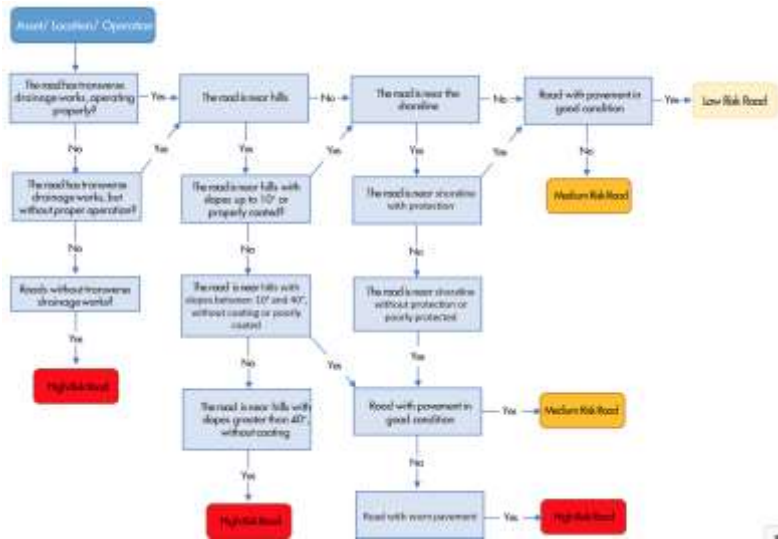 Asset/ Location/ Operation
The road has transverse
drainage works, operating
properly?
Yes
The road is near hills
No
The road is near the
shoreline
No
Road with pavement in
good condition
Yes
Low Risk Road
No
Yes
Yes
Yes
Yes
Yes
No
The road has transverse
drainage works, but
without proper operation?
The road is near hills with
slopes up to 10° or
properly coated?
The road is near shoreline
with protection
Medium Risk Road
No
No
No
Roads without transverse
drainage works?
The road is near hills with
slopes between 10° and 40°,
without coating or poorly
coated
The road is near shoreline
without protection or
poorly protected
Yes
No
Yes
Yes
High Risk Road
The road is near hills with
slopes greater than 40°,
without coating
Road with pavement in
good condition
Yes
Medium Risk Road
Yes
No
High Risk Road
Road with worn pavement
Yes
High Risk Road